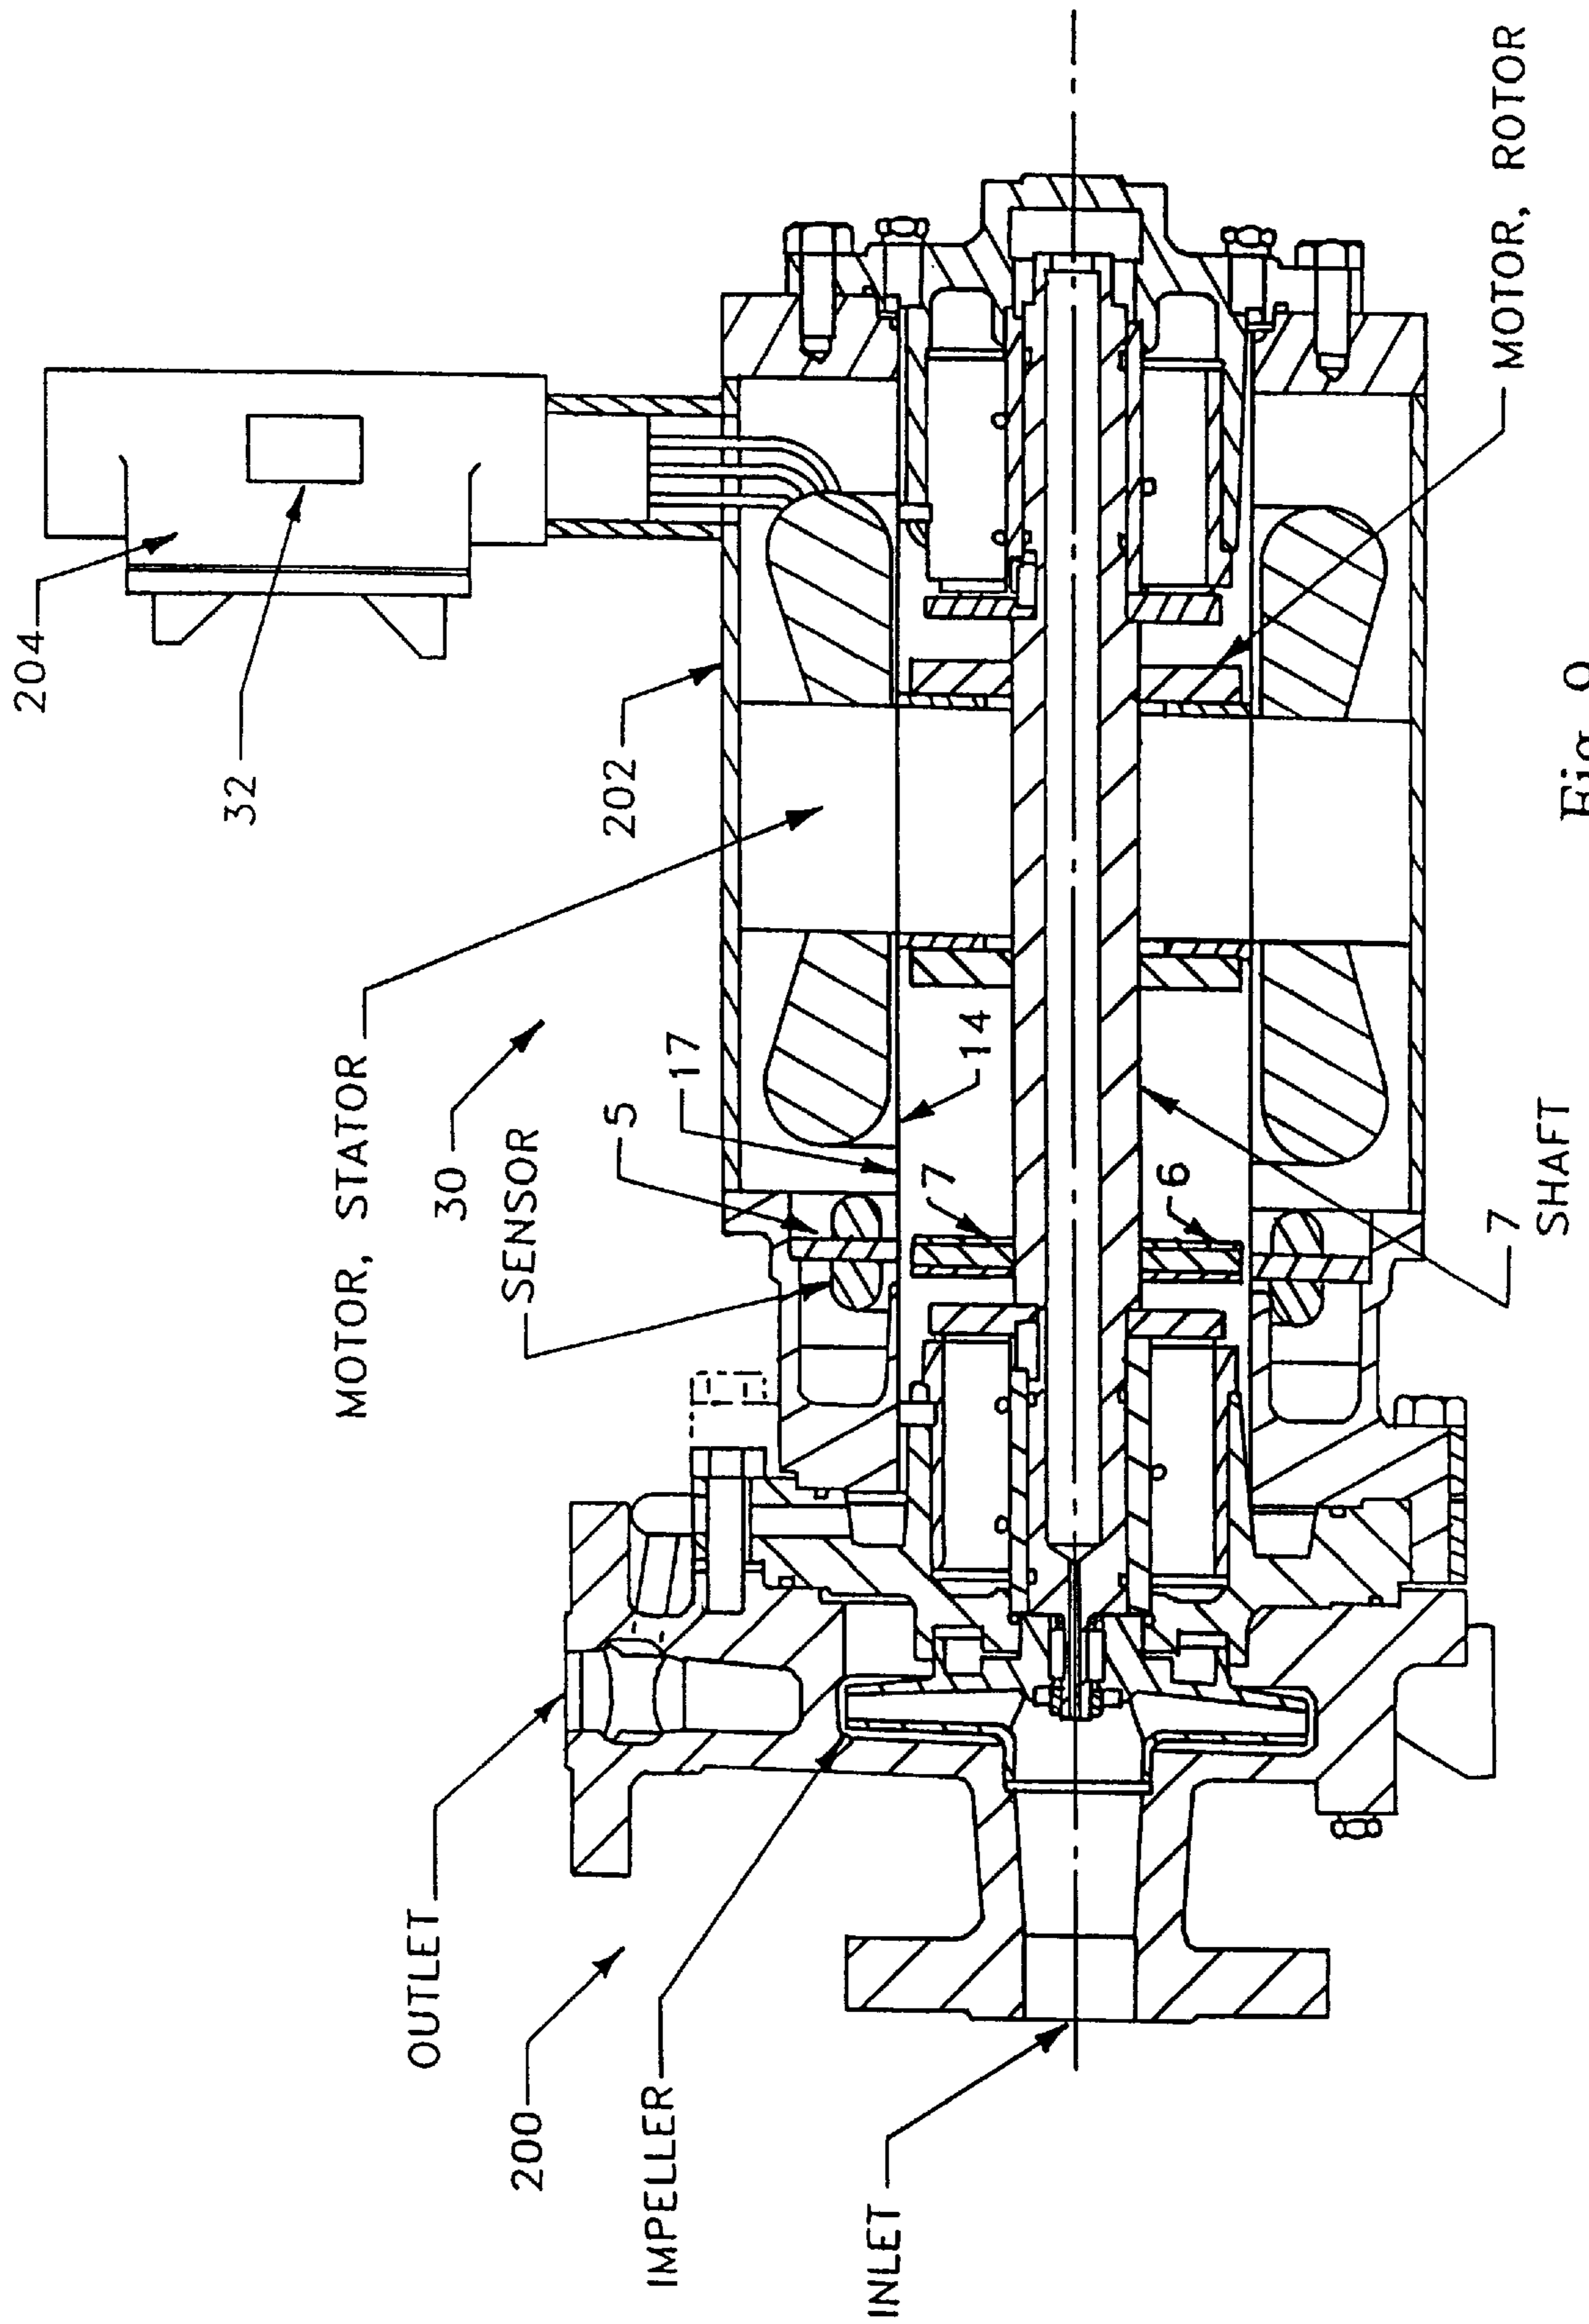 204
32
MOTOR, STATOR
OUTLET
30
SENSOR
200
202
5
IMPELLER
17
INLET
7
14
6
7
SHAFT
MOTOR, ROTOR
Fig.